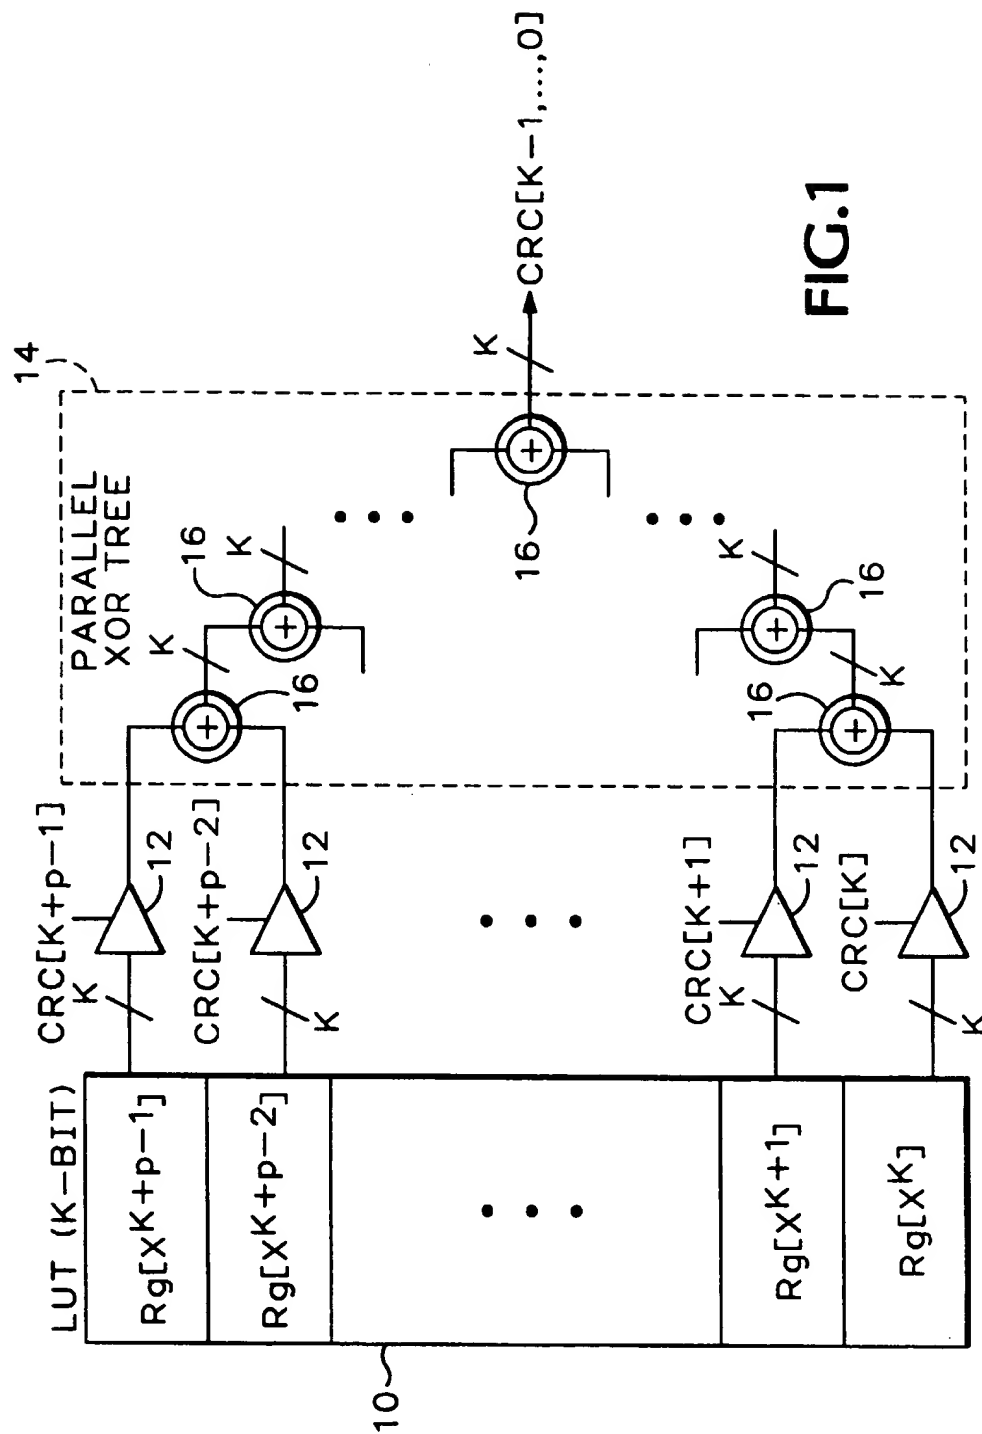 LUT (K-BIT)
Rg[X^K+p-1]
Rg[X^K+p-2]
Rg[X^K+1]
Rg[X^K]
10
CRC[K+p-1]
K
12
CRC[K+p-2]
K
12
CRC[K+1]
K
12
CRC[K]
K
12
14
PARALLEL
XOR TREE
16
K
16
K
16
K
16
K
16
K
CRC[K-1,...,0]
FIG.1